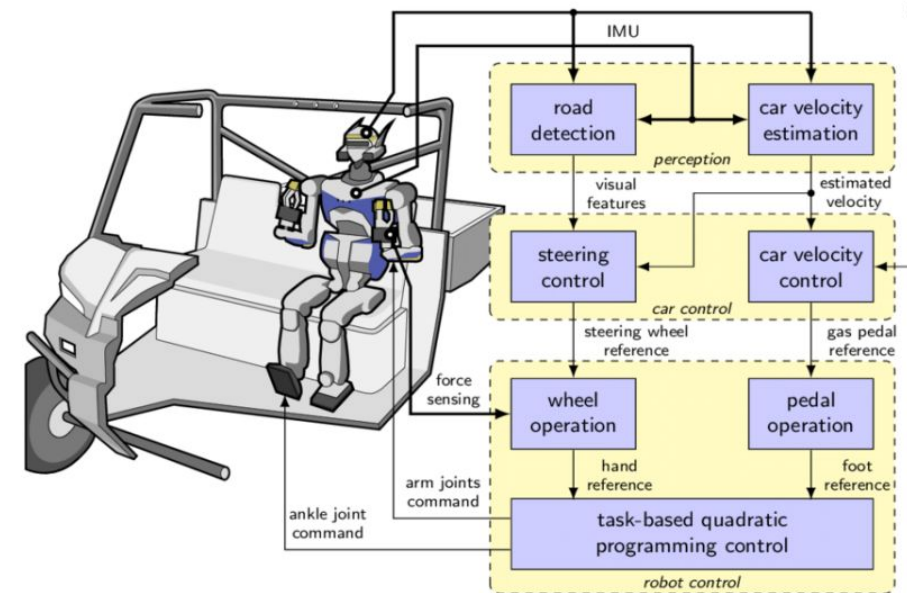 IMU
road
detection
car velocity
estimation
perception
visual
features
estimated
velocity
steering
control
car velocity
control
car control
steering wheel
reference
gas pedal
reference
force
sensing
wheel
operation
pedal
operation
hand
reference
foot
reference
arm joints
command
ankle joint
command
task-based quadratic
programming control
robot control